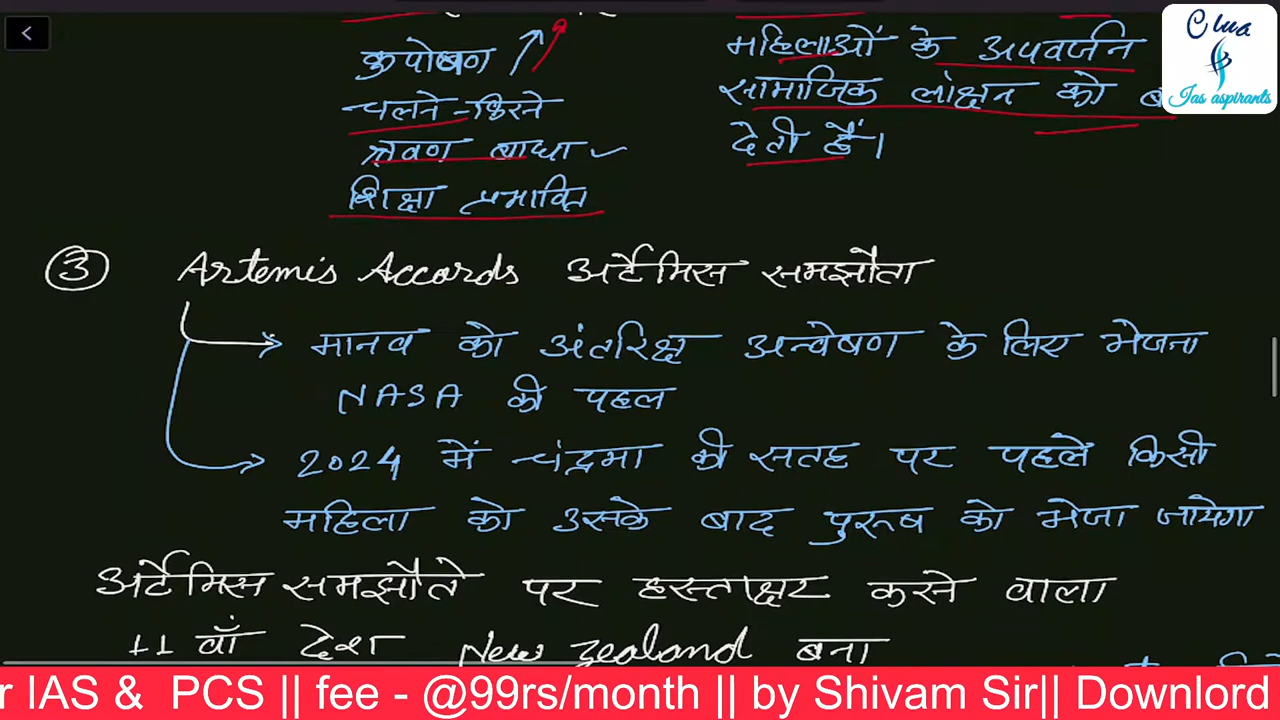 Clua
Ias aspirants
कुपोषण
चलने-फिरने
श्रवण बाधा
शिक्षा प्रभावित
महिलाओं के अपवर्जन
सामाजिक लांक्षन को ब
देती हैं।
③ Artemis Accords अर्टेमिस समझौता
मानव को अंतरिक्ष अन्वेषण के लिए भेजना
NASA की पहल
2024 में चंद्रमा की सतह पर पहले किसी
महिला को उसके बाद पुरूष को भेजा जायेगा
अर्टेमिस समझौते पर हस्ताक्षर करने वाला
11 वाँ देश New Zealand बना
r IAS & PCS || fee - @99rs/month || by Shivam Sir|| Downlord